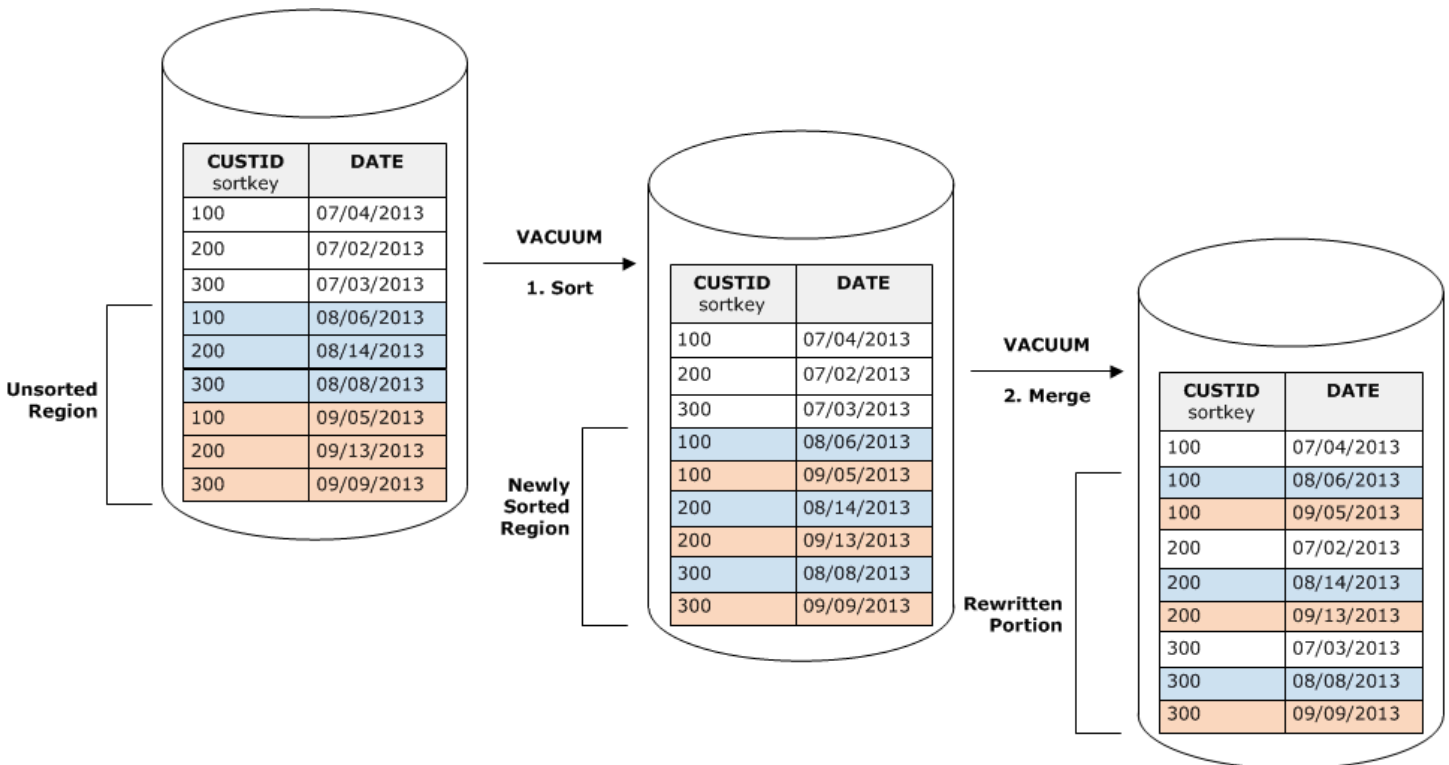 CUSTID DATE
sortkey
100 07/04/2013
200 07/02/2013
300 07/03/2013
100 08/06/2013
200 08/14/2013
300 08/08/2013
100 09/05/2013
200 09/13/2013
300 09/09/2013
Unsorted
Region
VACUUM
1. Sort
CUSTID DATE
sortkey
100 07/04/2013
200 07/02/2013
300 07/03/2013
100 08/06/2013
100 09/05/2013
200 08/14/2013
200 09/13/2013
300 08/08/2013
300 09/09/2013
Newly
Sorted
Region
VACUUM
2. Merge
CUSTID DATE
sortkey
100 07/04/2013
100 08/06/2013
100 09/05/2013
200 07/02/2013
200 08/14/2013
200 09/13/2013
300 07/03/2013
300 08/08/2013
300 09/09/2013
Rewritten
Portion